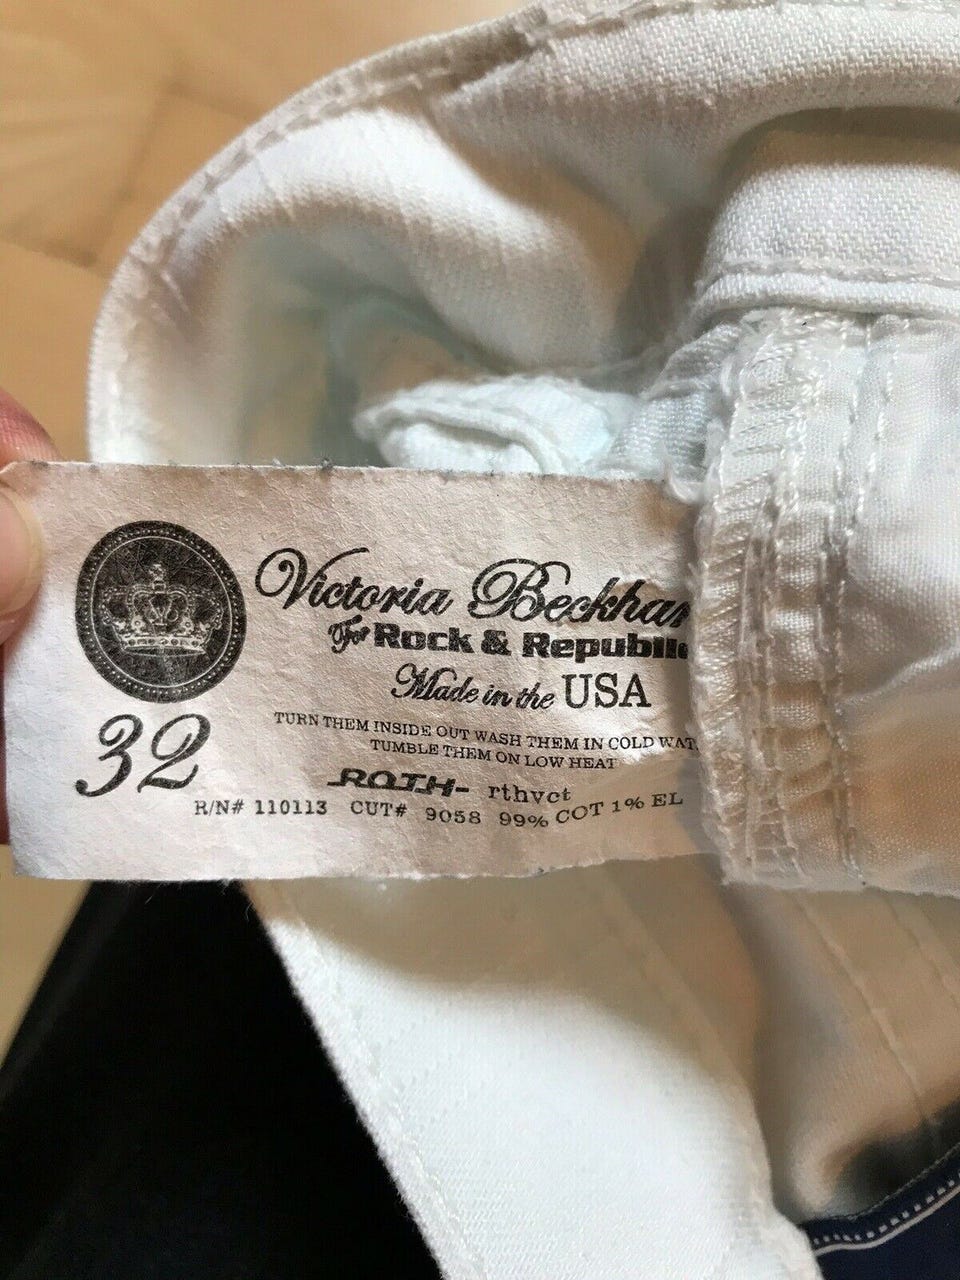 Victoria Beckhar
For Rock & Republic
Made in the USA
TURN THEM INSIDE OUT WASH THEM IN COLD WAT
TUMBLE THEM ON LOW HEAT
32
ROTH- rthvct
R/N# 110113 CUT# 9058 99% COT 1% EL